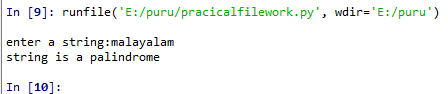 In [9]: runfile('E:/puru/pracicalfilework.py', wdir='E:/puru')
enter a string:malayalam
string is a palindrome
In [10]: